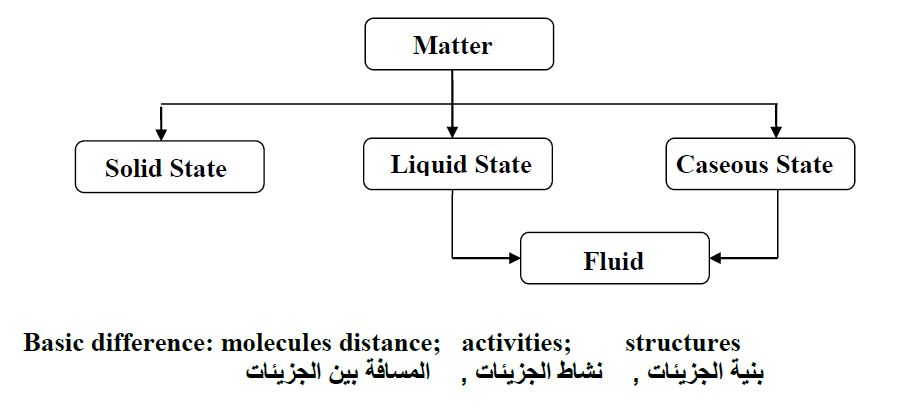 Matter
Solid State
Liquid State
Caseous State
Fluid
Basic difference: molecules distance; activities; structures
بنية الجزيئات , نشاط الجزيئات , المسافة بين الجزيئات